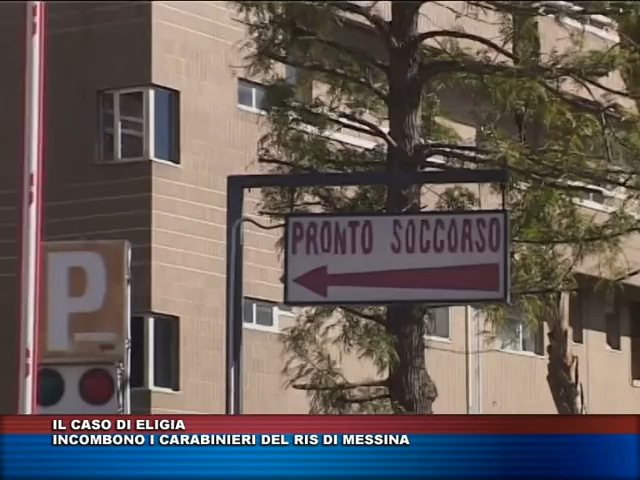 PRONTO SOCCORSO
P
IL CASO DI ELIGIA
INCOMBONO I CARABINIERI DEL RIS DI MESSINA